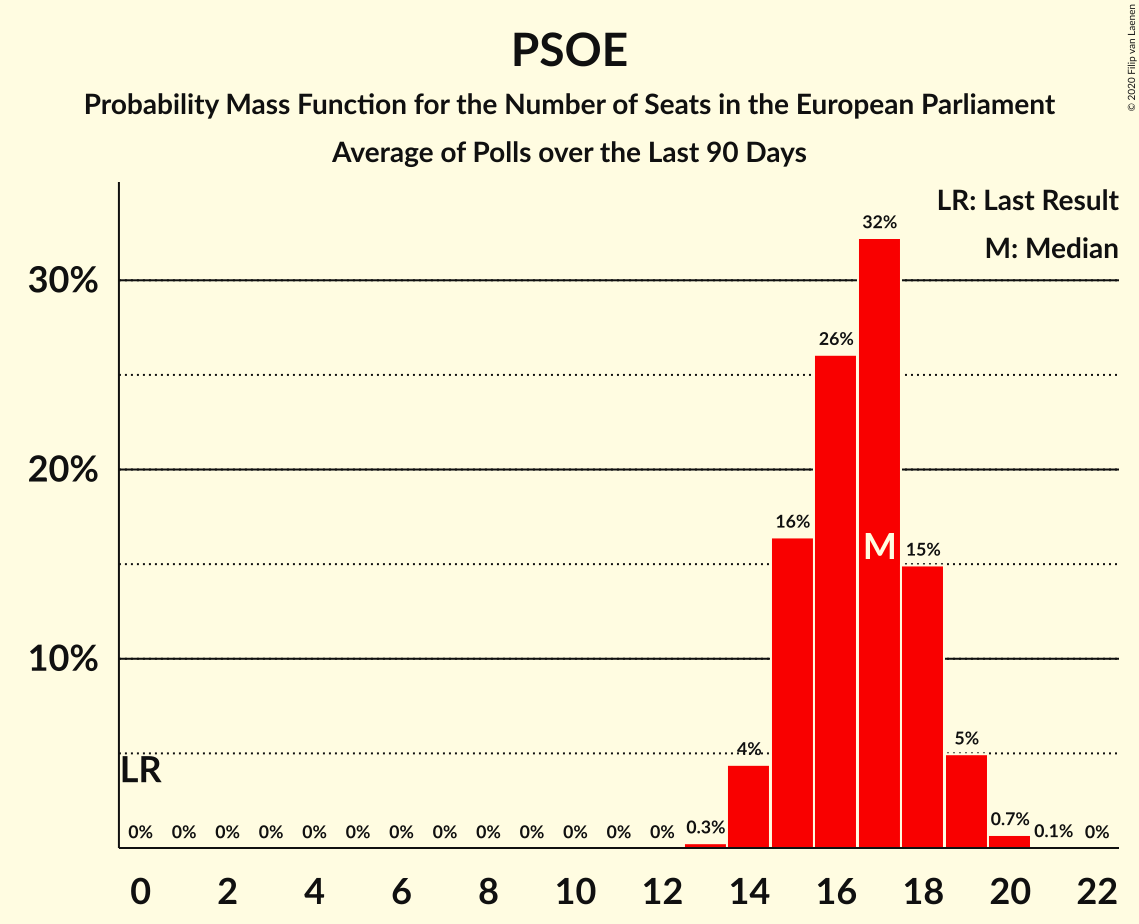 PSOE
Probability Mass Function for the Number of Seats in the European Parliament
Average of Polls over the Last 90 Days
© 2020 Filip van Laenen
LR: Last Result
M: Median
30%
20%
10%
32%
26%
16%
M
15%
4%
5%
LR
0% 0% 0% 0% 0% 0% 0% 0% 0% 0% 0% 0% 0% 0.3% 0.7% 0.1% 0%
0 2 4 6 8 10 12 14 16 18 20 22